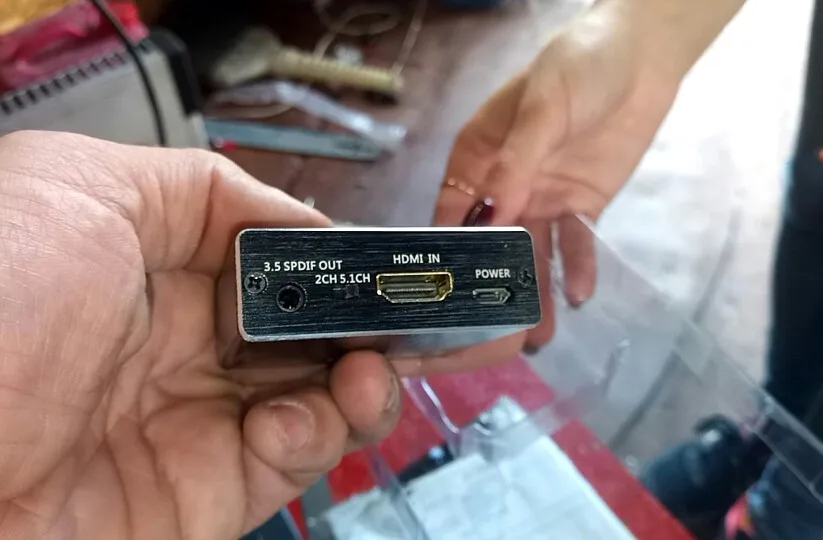 3.5 SPDIF OUT
2CH 5.1CH
HDMI IN
POWER